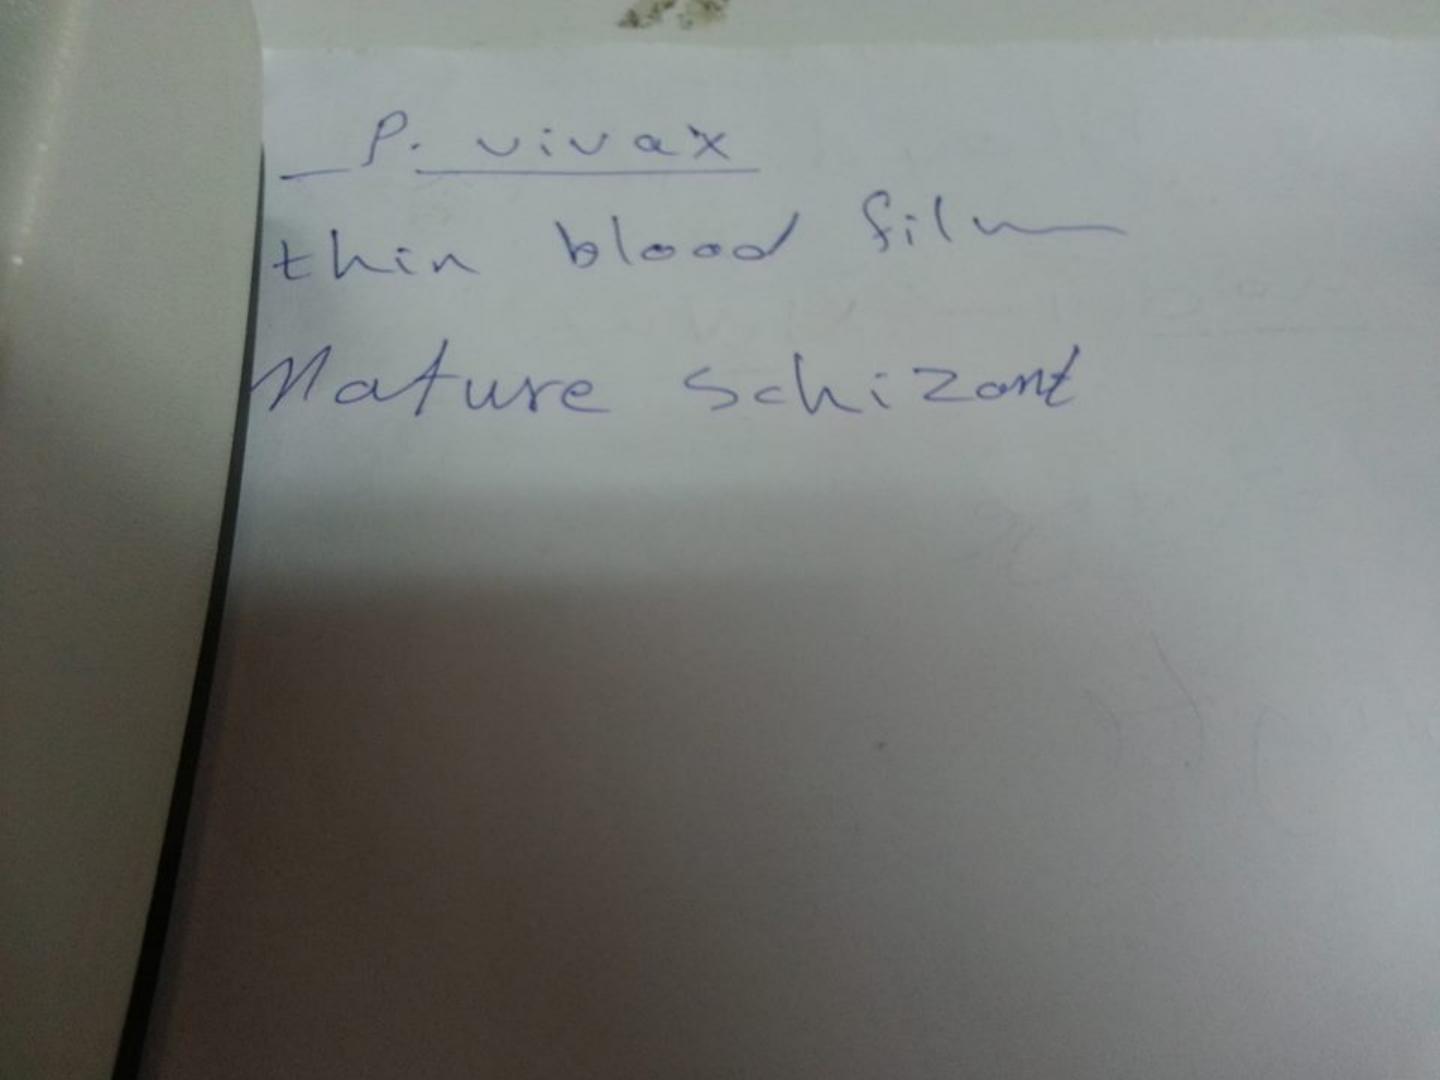 P. vivax
thin blood film
Mature schizont